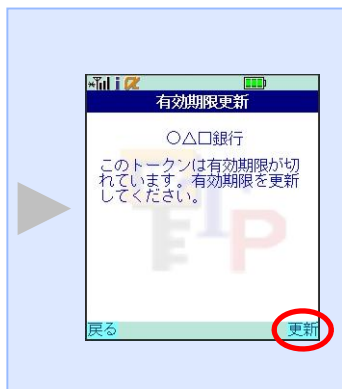 i α
有効期限更新
○△□銀行
このトークンは有効期限が切
れています。有効期限を更新
してください。
戻る 更新